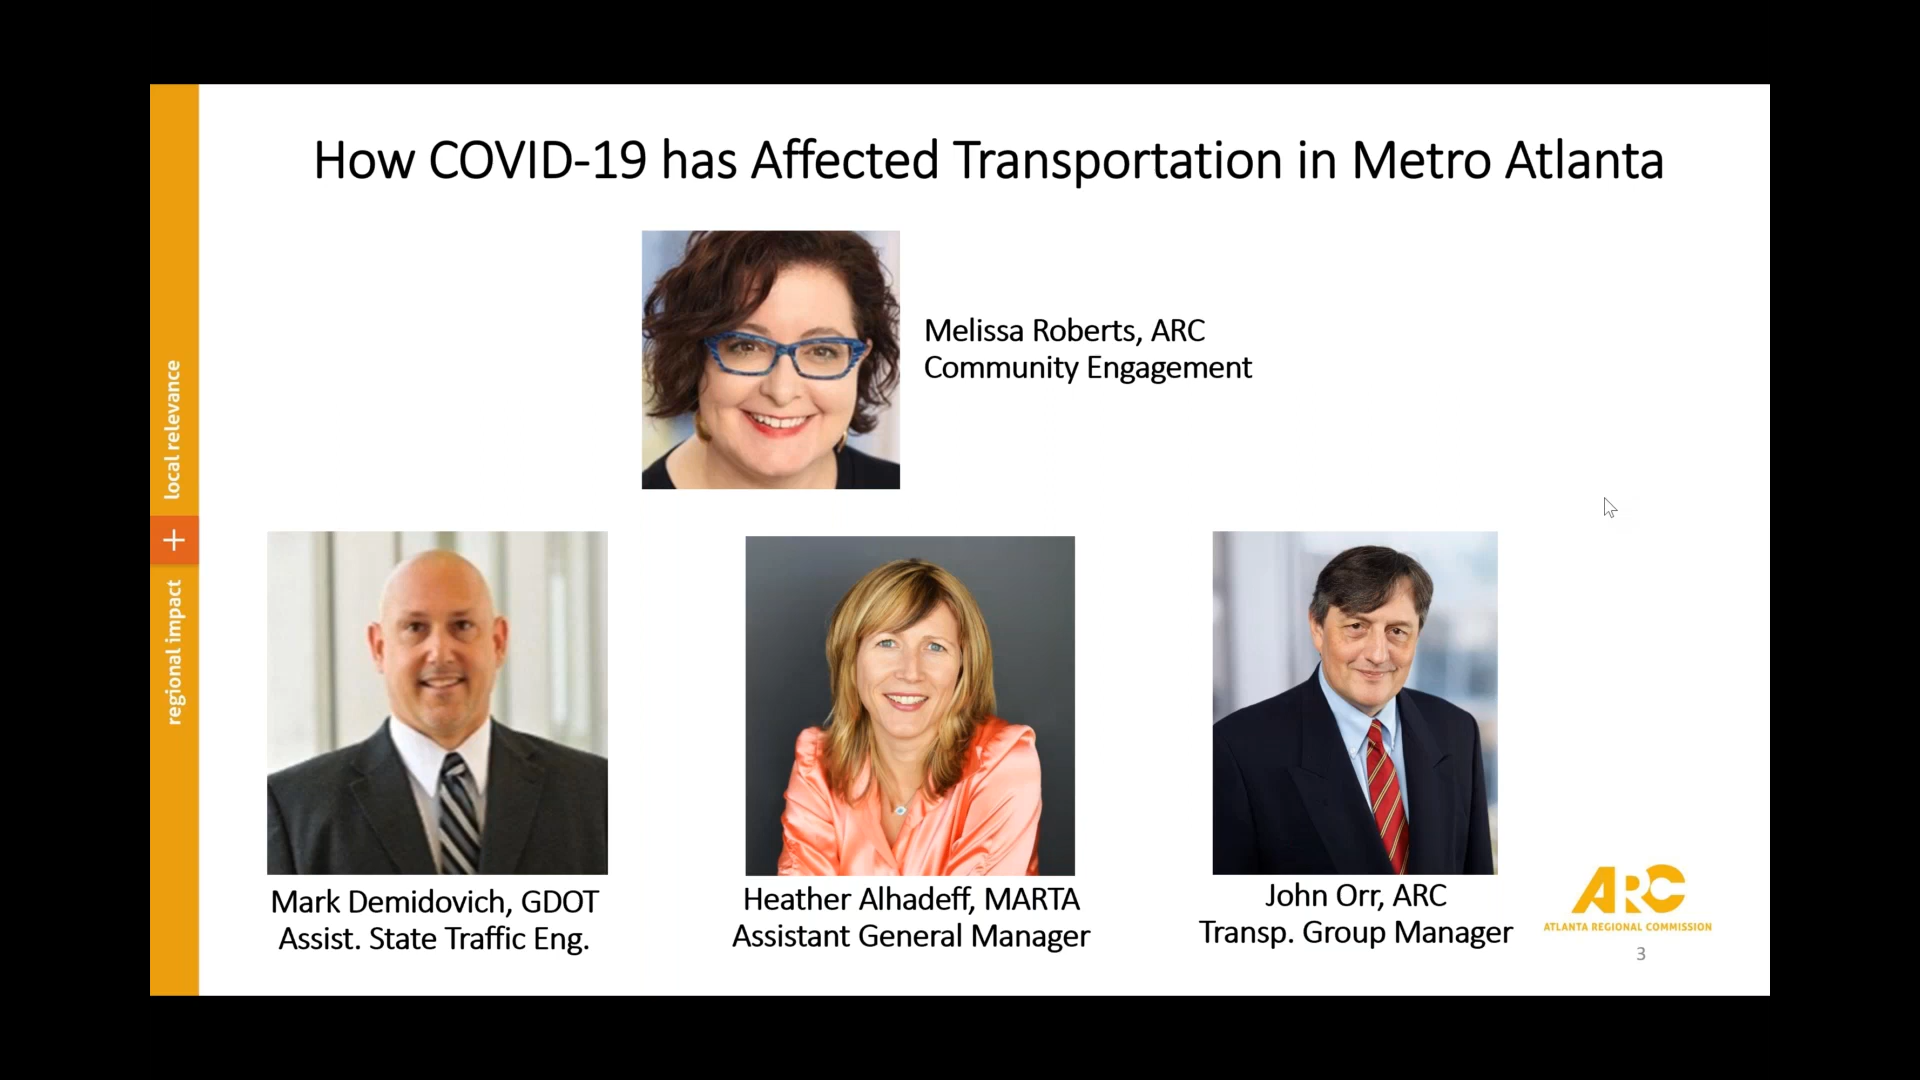 How COVID-19 has Affected Transportation in Metro Atlanta
Melissa Roberts, ARC
Community Engagement
local relevance
+
regional impact
Mark Demidovich, GDOT
Assist. State Traffic Eng.
Heather Alhadeff, MARTA
Assistant General Manager
John Orr, ARC
Transp. Group Manager
ARC
ATLANTA REGIONAL COMMISSION
3